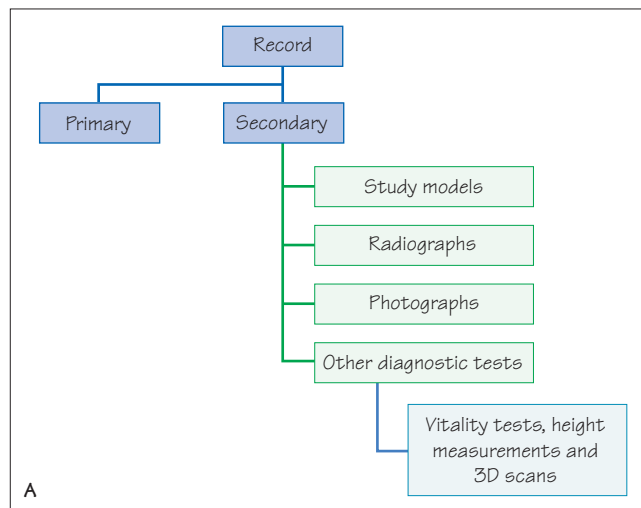 Record
Primary
Secondary
Study models
Radiographs
Photographs
Other diagnostic tests
Vitality tests, height
measurements and
3D scans
A